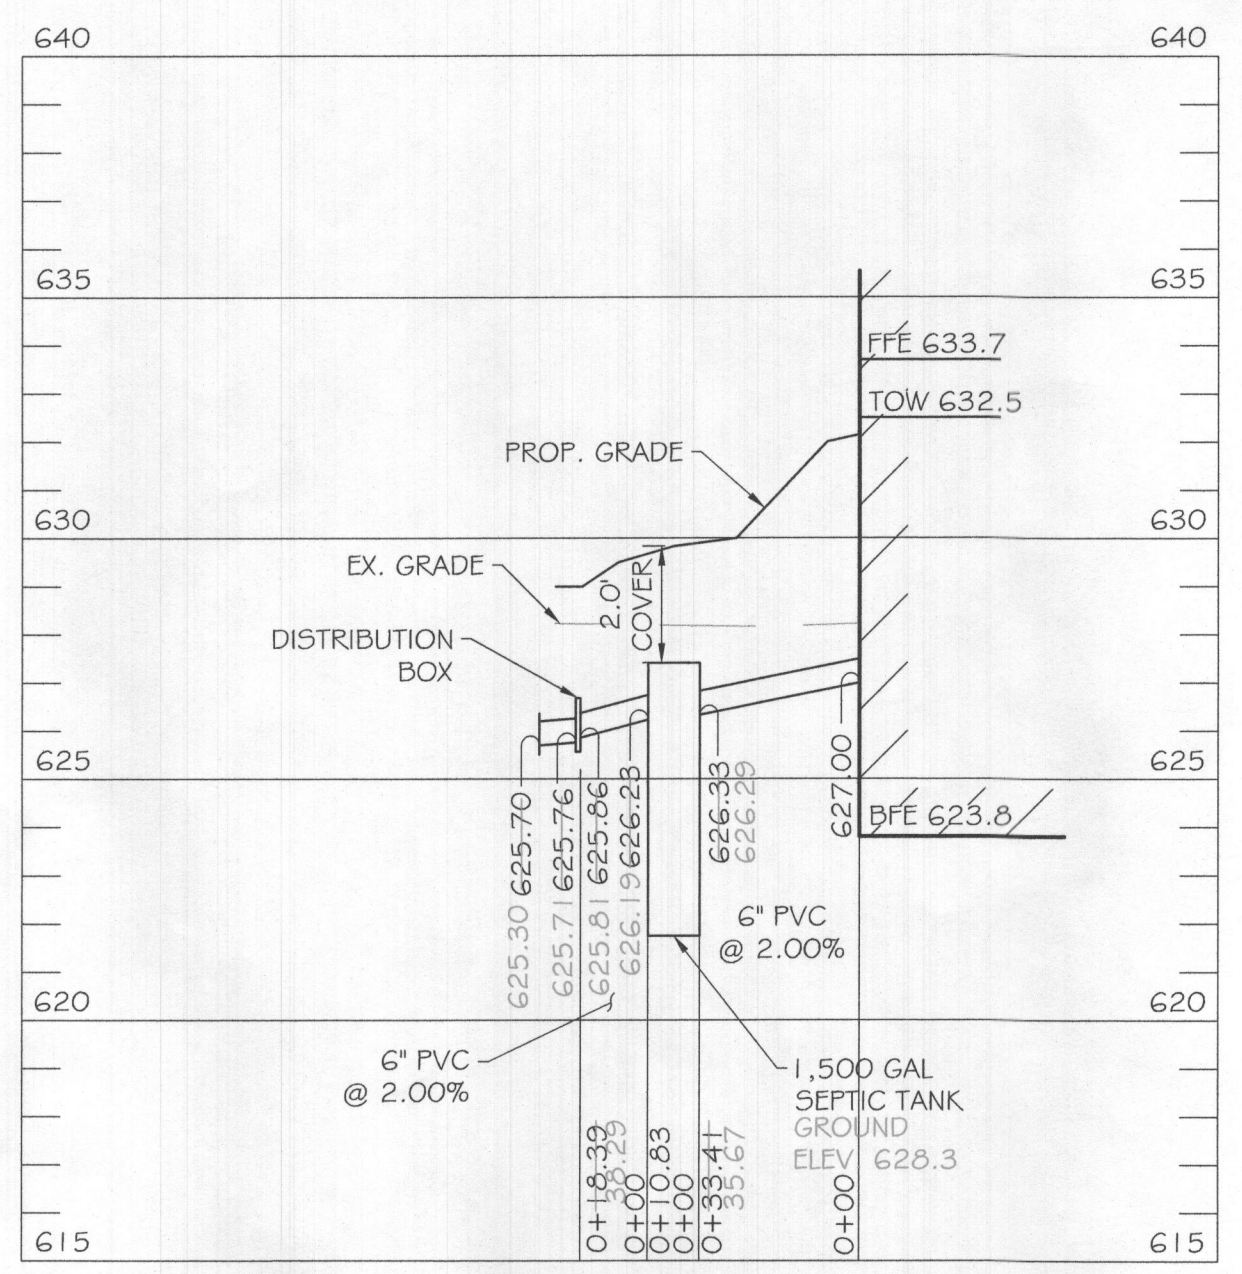 640
640
635
635
FFE 633.7
TOW 632.5
PROP. GRADE
630
630
EX. GRADE
2.0'
COVER
DISTRIBUTION
BOX
625
625
625.70
625.76
625.86
626.23
626.33
626.29
627.00
BFE 623.8
625.30
625.71
625.81
626.19
6" PVC
@ 2.00%
620
620
6" PVC
@ 2.00%
1,500 GAL
SEPTIC TANK
GROUND
ELEV 628.3
0+18.39
38.29
0+00
0+10.83
0+00
0+33.41
35.67
0+00
615
615